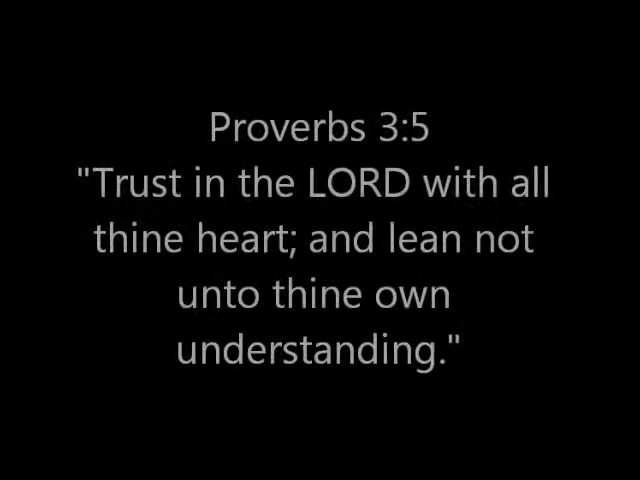 Proverbs 3:5
"Trust in the LORD with all
thine heart; and lean not
unto thine own
understanding."